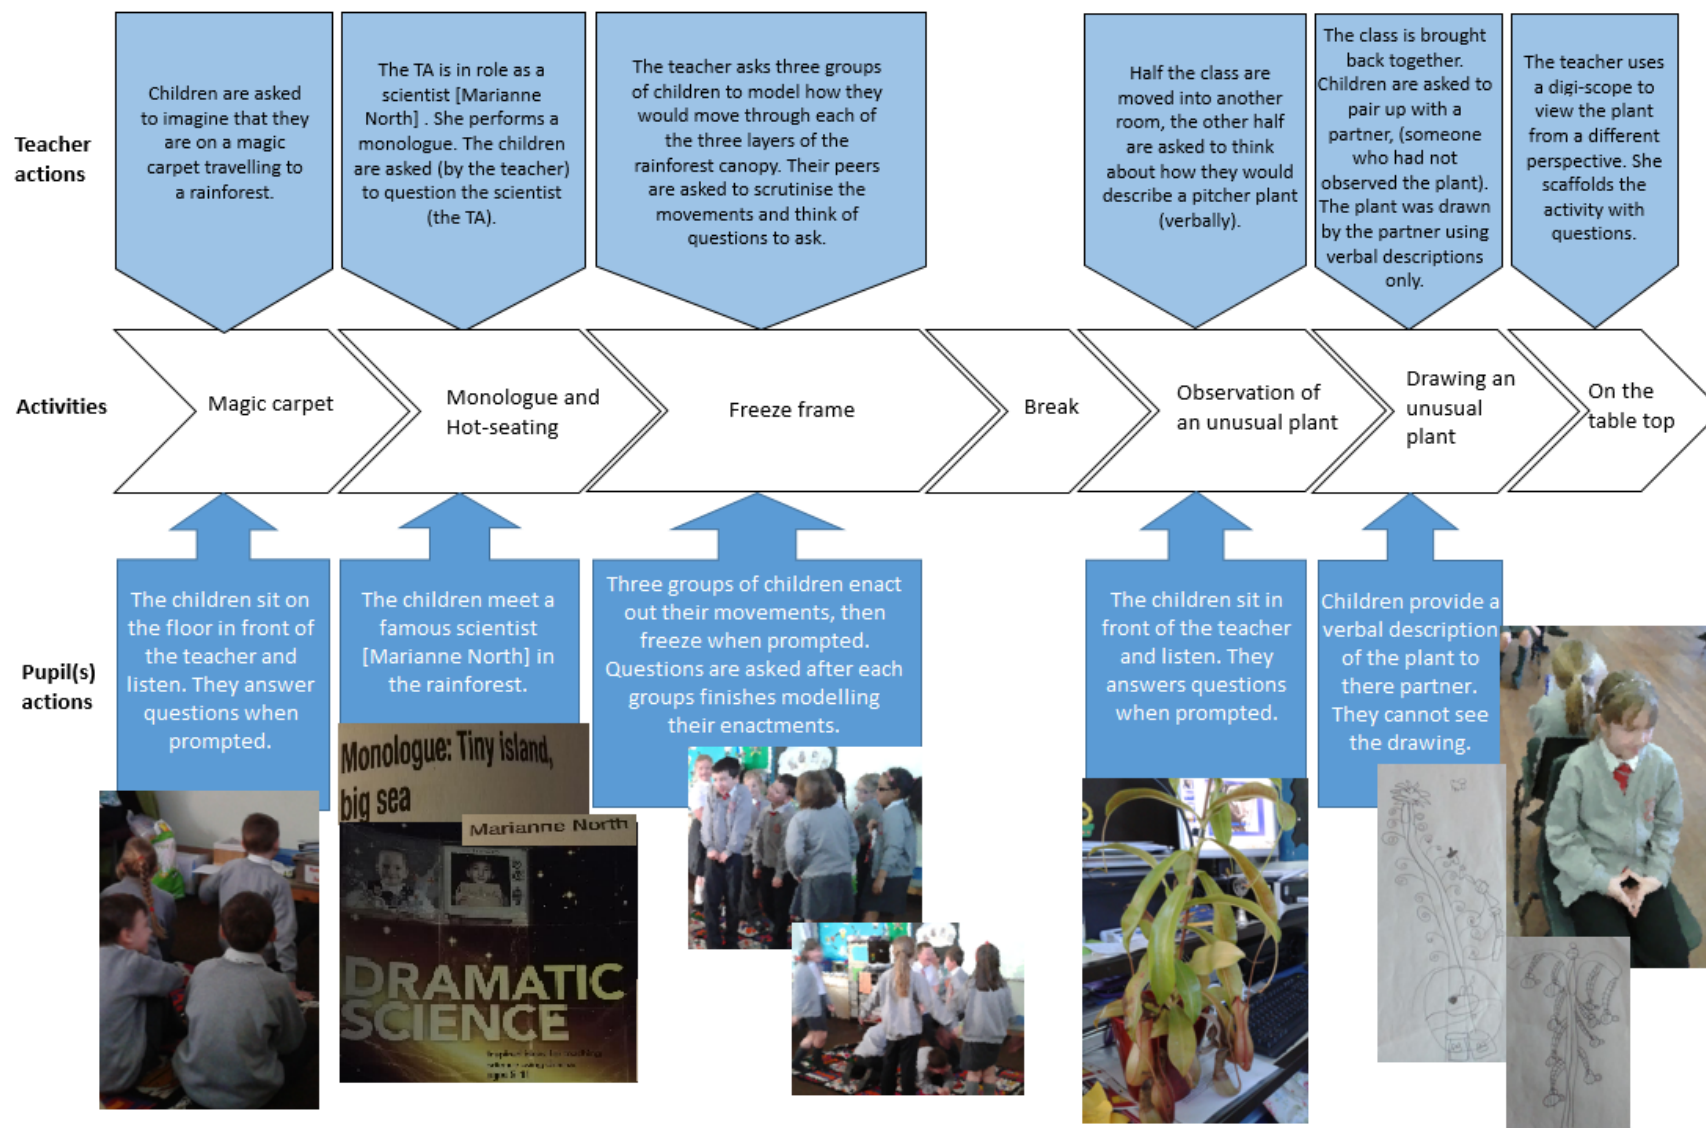 Teacher
actions
Children are asked
to imagine that they
are on a magic
carpet travelling to
a rainforest.
The TA is in role as a
scientist [Marianne
North] . She performs a
monologue. The children
are asked (by the teacher)
to question the scientist
(the TA).
The teacher asks three groups
of children to model how they
would move through each of
the three layers of the
rainforest canopy. Their peers
are asked to scrutinise the
movements and think of
questions to ask.
Half the class are
moved into another
room, the other half
are asked to think
about how they would
describe a pitcher plant
(verbally).
The class is brought
back together.
Children are asked to
pair up with a
partner, (someone
who had not
observed the plant).
The plant was drawn
by the partner using
verbal descriptions
only.
The teacher uses
a digi-scope to
view the plant
from a different
perspective. She
scaffolds the
activity with
questions.
Activities
Magic carpet
Monologue and
Hot-seating
Freeze frame
Break
Observation of
an unusual plant
Drawing an
unusual
plant
On the
table top
Pupil(s)
actions
The children sit on
the floor in front of
the teacher and
listen. They answer
questions when
prompted.
The children meet a
famous scientist
[Marianne North] in
the rainforest.
Three groups of children enact
out their movements, then
freeze when prompted.
Questions are asked after each
groups finishes modelling
their enactments.
The children sit in
front of the teacher
and listen. They
answers questions
when prompted.
Children provide a
verbal description
of the plant to
there partner.
They cannot see
the drawing.
Monologue: Tiny island,
big sea
Marianne North
DRAMATIC
SCIENCE